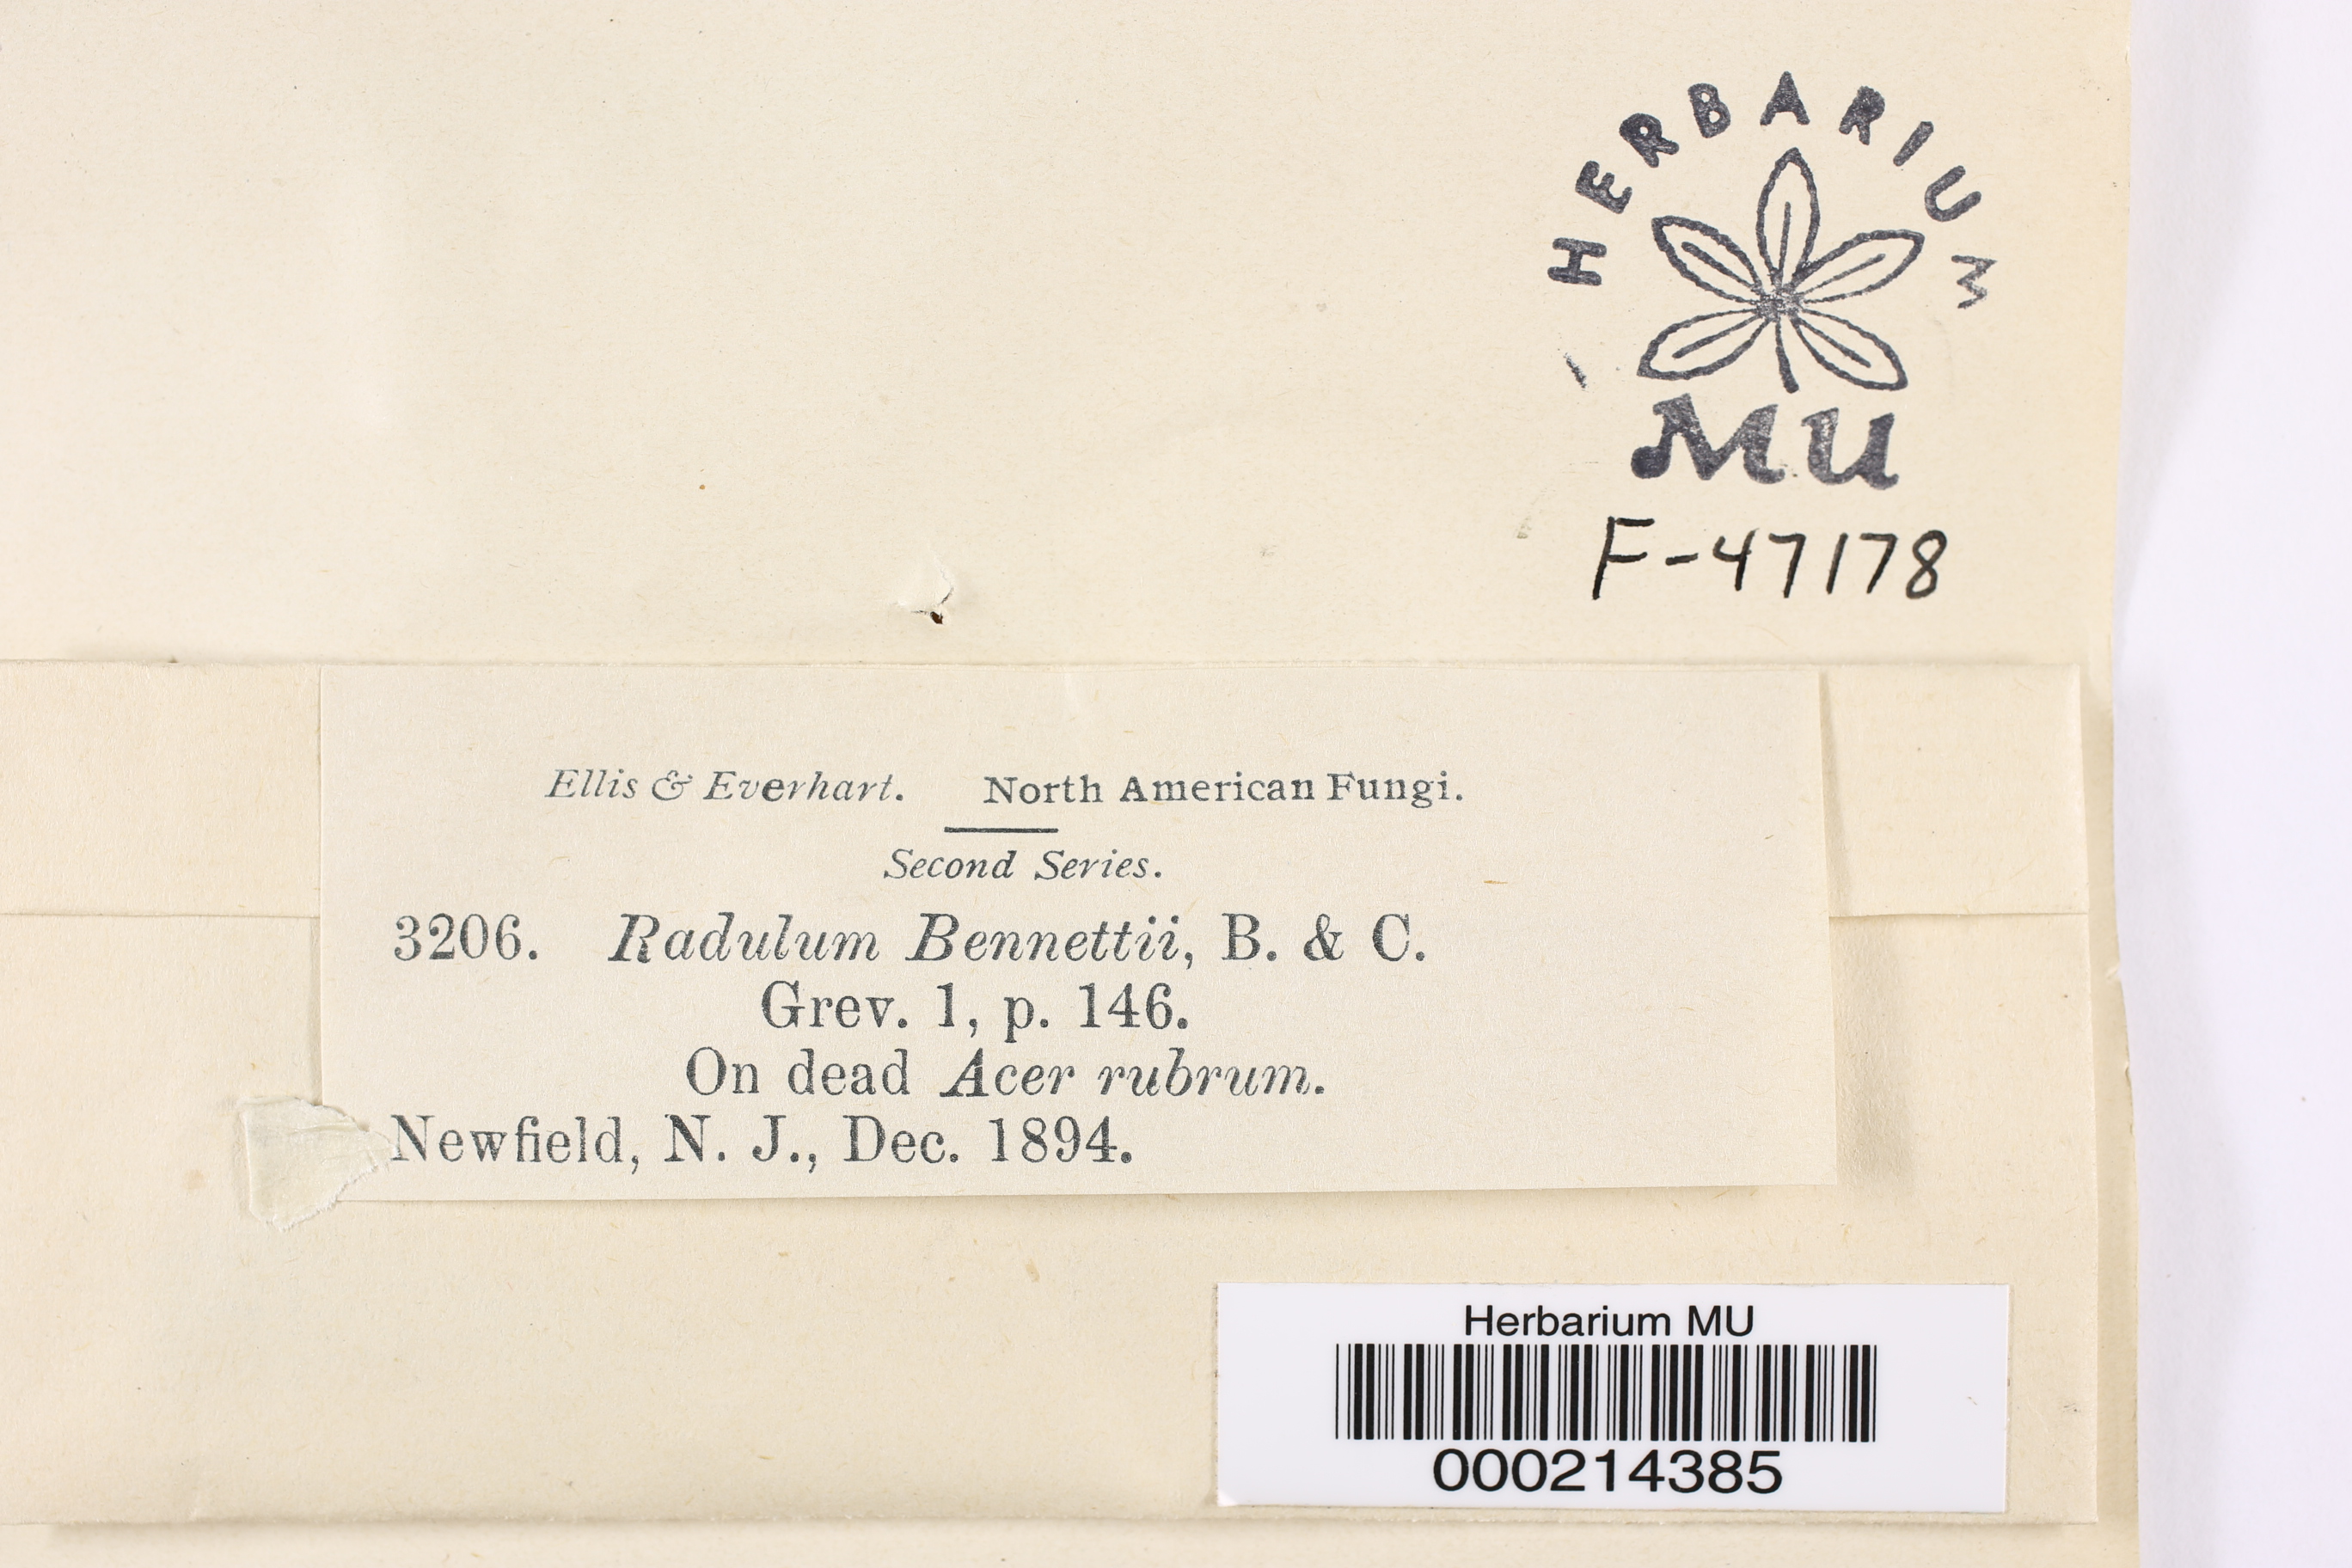 HERBARIUM
MU
F-47178
Ellis & Everhart. North American Fungi.
Second Series.
3206. Radulum Bennettii, B. & C.
Grev. 1, p. 146.
On dead Acer rubrum.
Newfield, N. J., Dec. 1894.
Herbarium MU
000214385